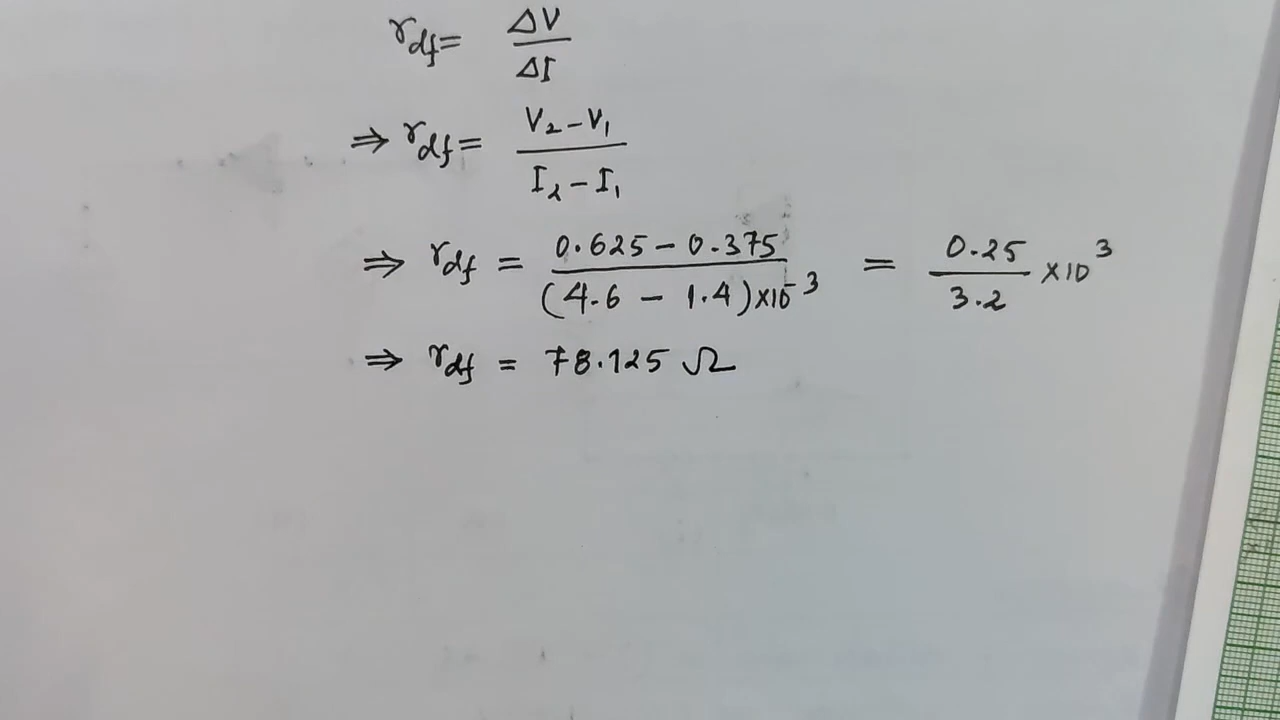 r_df = ΔV/ΔI
⇒ r_df = (V₂ – V₁)/(I₂ – I₁)
⇒ r_df = (0.625 – 0.375)/((4.6 – 1.4)×10⁻³) = 0.25/3.2 ×10³
⇒ r_df = 78.125 Ω